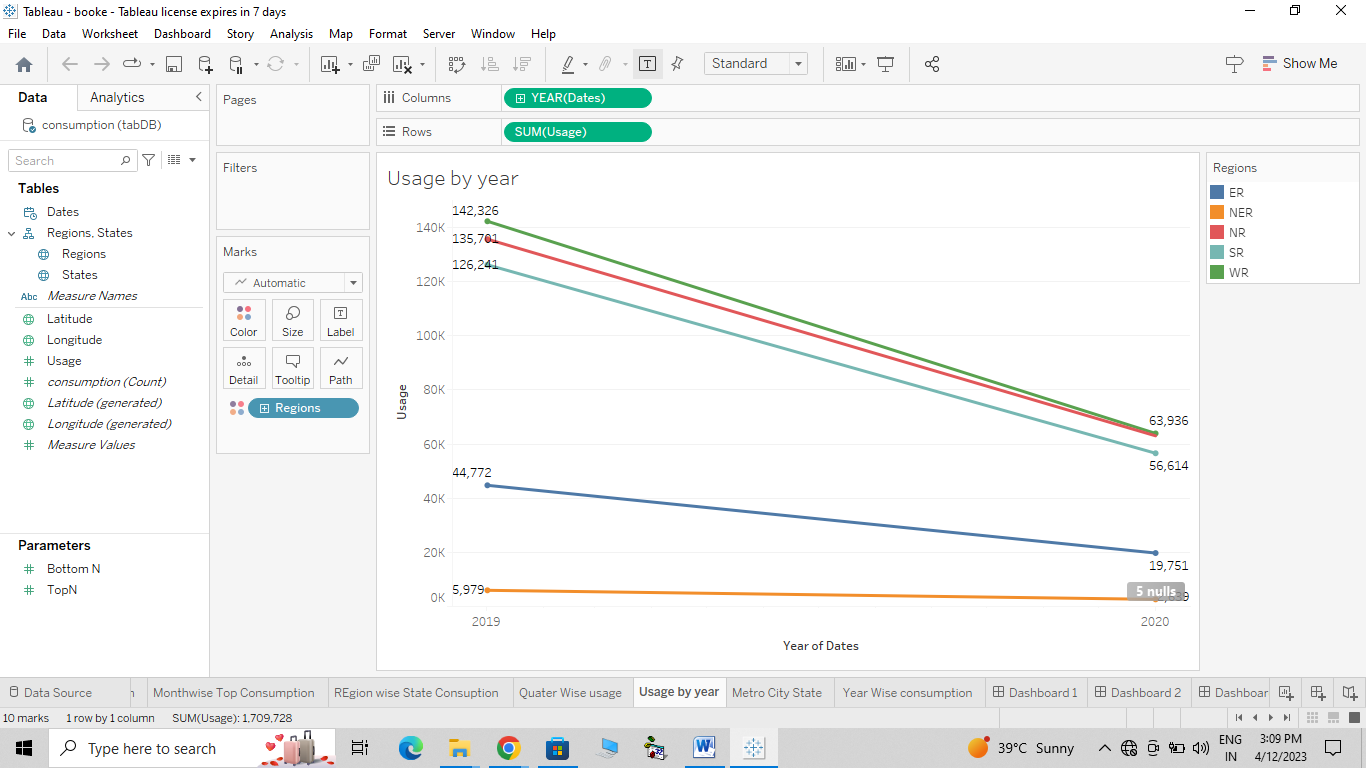 Tableau - booke - Tableau license expires in 7 days
File Data Worksheet Dashboard Story Analysis Map Format Server Window Help
Standard
Show Me
Data Analytics
consumption (tabDB)
Search
Tables
Dates
Regions, States
Regions
States
Abc Measure Names
Latitude
Longitude
Usage
consumption (Count)
Latitude (generated)
Longitude (generated)
Measure Values
Parameters
Bottom N
TopN
Pages
Filters
Marks
Automatic
Color Size Label
Detail Tooltip Path
Regions
Columns YEAR(Dates)
Rows SUM(Usage)
Usage by year
142,326
140K
135,701
126,241
120K
100K
80K
Usage
63,936
60K
56,614
44,772
40K
20K
19,751
5,979
5 nulls
0K
2019 2020
Year of Dates
Regions
ER
NER
NR
SR
WR
Data Source Monthwise Top Consumption REgion wise State Consuption Quater Wise usage Usage by year Metro City State Year Wise consumption Dashboard 1 Dashboard 2 Dashboar
10 marks 1 row by 1 column SUM(Usage): 1,709,728
Type here to search
39°C Sunny
ENG
IN
3:09 PM
4/12/2023